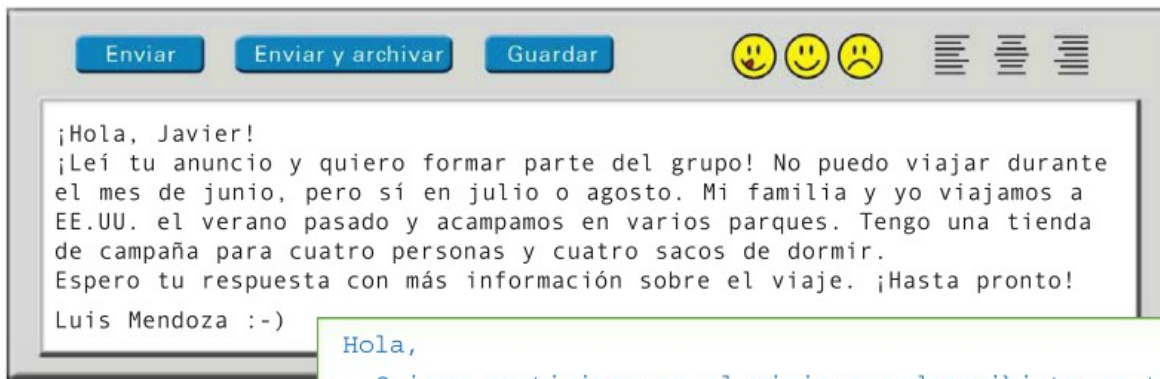 Enviar Enviar y archivar Guardar
¡Hola, Javier!
¡Leí tu anuncio y quiero formar parte del grupo! No puedo viajar durante
el mes de junio, pero sí en julio o agosto. Mi familia y yo viajamos a
EE.UU. el verano pasado y acampamos en varios parques. Tengo una tienda
de campaña para cuatro personas y cuatro sacos de dormir.
Espero tu respuesta con más información sobre el viaje. ¡Hasta pronto!
Luis Mendoza :-)
Hola,